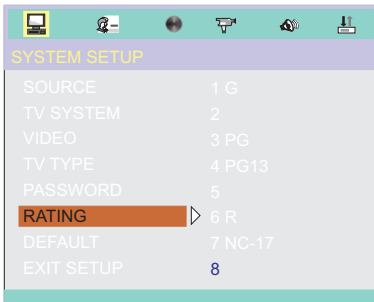 SYSTEM SETUP
SOURCE 1 G
TV SYSTEM 2
VIDEO 3 PG
TV TYPE 4 PG13
PASSWORD 5
RATING 6 R
DEFAULT 7 NC-17
EXIT SETUP 8